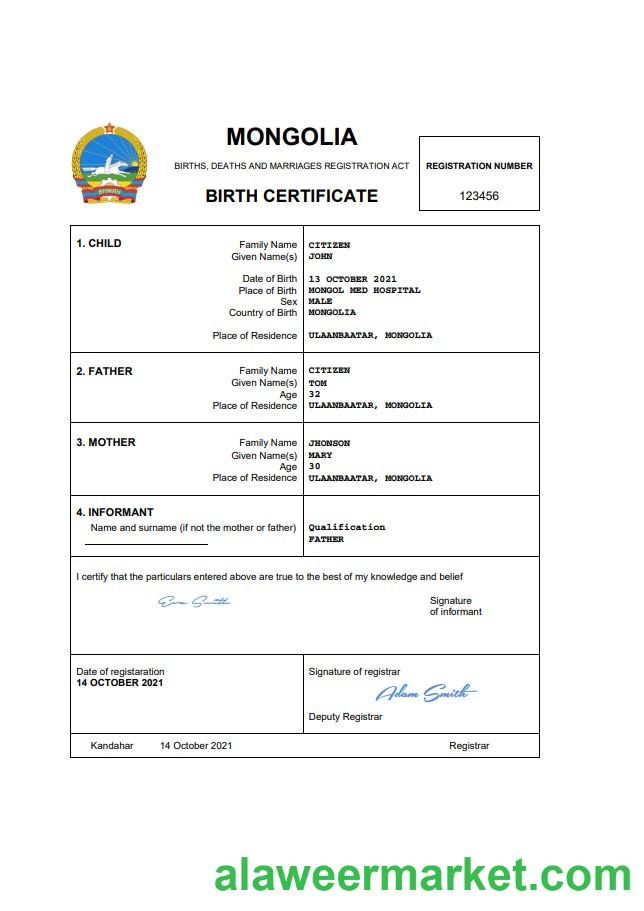 MONGOLIA
BIRTHS, DEATHS AND MARRIAGES REGISTRATION ACT
BIRTH CERTIFICATE
REGISTRATION NUMBER
123456
БНМАУ
1. CHILD
Family Name CITIZEN
Given Name(s) JOHN
Date of Birth 13 OCTOBER 2021
Place of Birth MONGOL MED HOSPITAL
Sex MALE
Country of Birth MONGOLIA
Place of Residence ULAANBAATAR, MONGOLIA
2. FATHER
Family Name CITIZEN
Given Name(s) TOM
Age 32
Place of Residence ULAANBAATAR, MONGOLIA
3. MOTHER
Family Name JHONSON
Given Name(s) MARY
Age 30
Place of Residence ULAANBAATAR, MONGOLIA
4. INFORMANT
Name and surname (if not the mother or father) Qualification
FATHER
I certify that the particulars entered above are true to the best of my knowledge and belief
Eva Smith
Signature
of informant
Date of registaration
14 OCTOBER 2021
Signature of registrar
Adam Smith
Deputy Registrar
Kandahar 14 October 2021 Registrar
alaweermarket.com